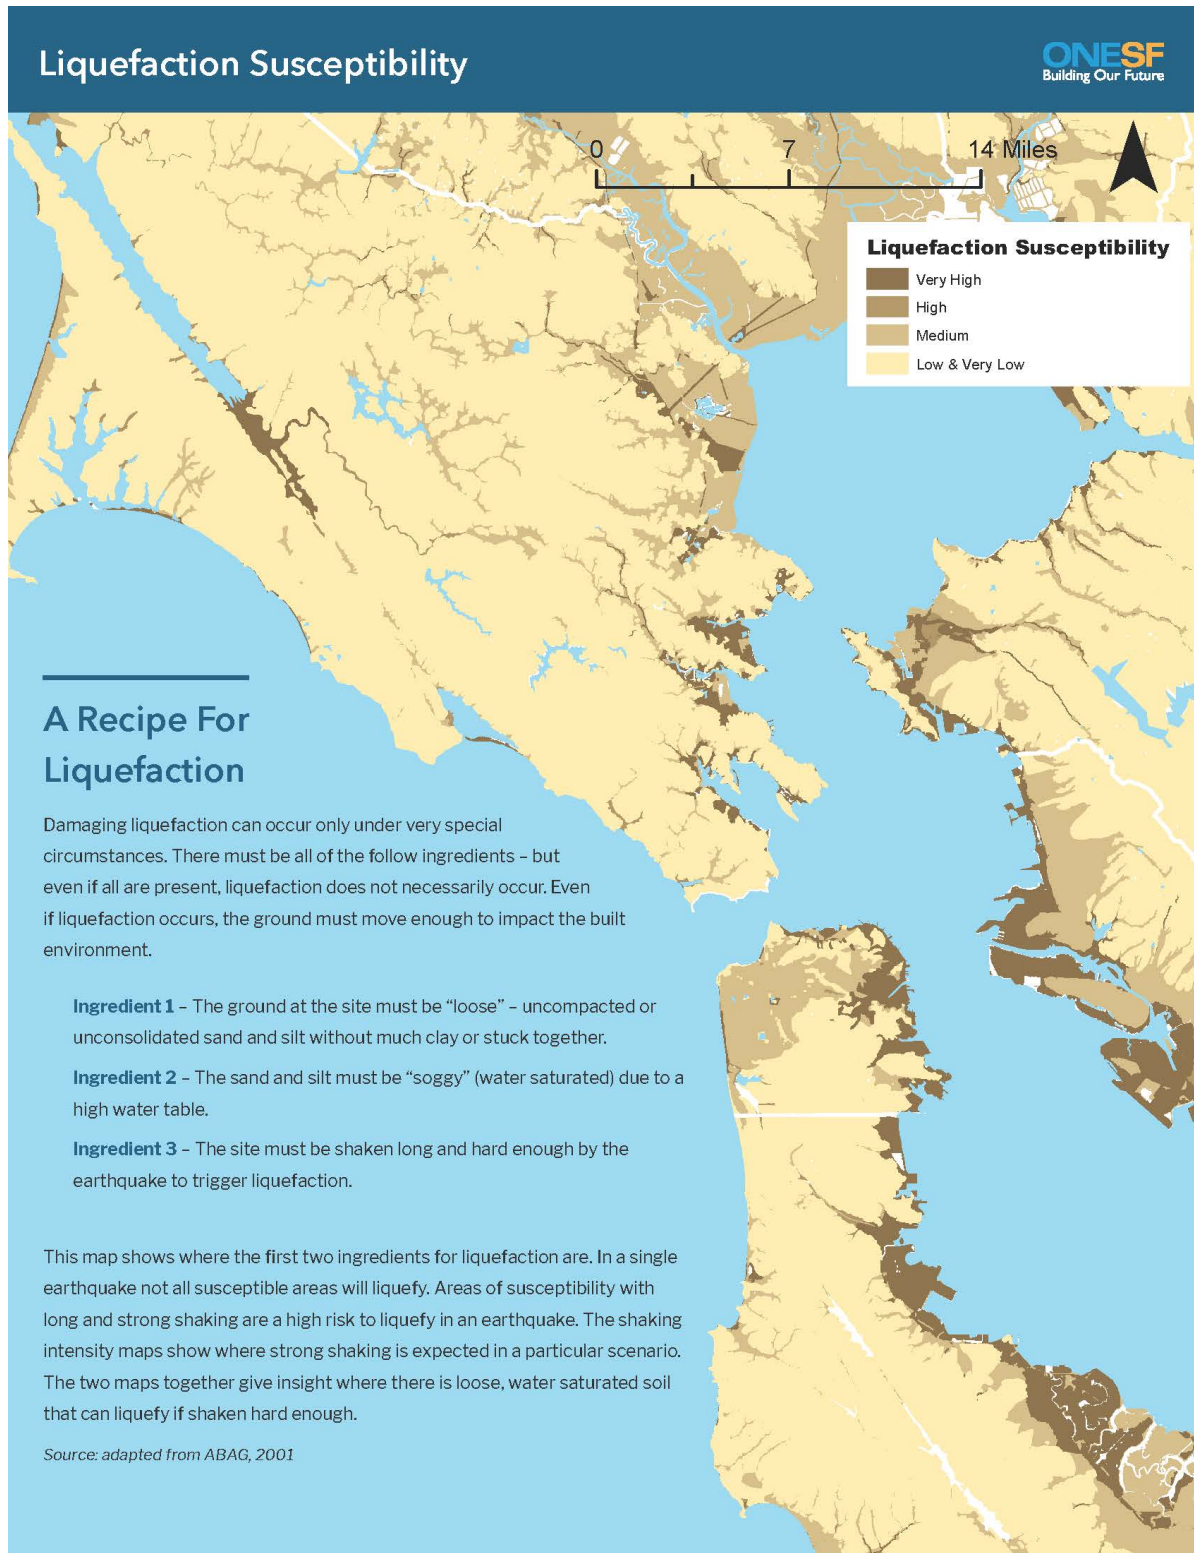 Liquefaction Susceptibility
ONESF
Building Our Future
0 7 14 Miles
Liquefaction Susceptibility
Very High
High
Medium
Low & Very Low
A Recipe For
Liquefaction
Damaging liquefaction can occur only under very special
circumstances. There must be all of the follow ingredients – but
even if all are present, liquefaction does not necessarily occur. Even
if liquefaction occurs, the ground must move enough to impact the built
environment.
Ingredient 1 – The ground at the site must be “loose” – uncompacted or
unconsolidated sand and silt without much clay or stuck together.
Ingredient 2 – The sand and silt must be “soggy” (water saturated) due to a
high water table.
Ingredient 3 – The site must be shaken long and hard enough by the
earthquake to trigger liquefaction.
This map shows where the first two ingredients for liquefaction are. In a single
earthquake not all susceptible areas will liquefy. Areas of susceptibility with
long and strong shaking are a high risk to liquefy in an earthquake. The shaking
intensity maps show where strong shaking is expected in a particular scenario.
The two maps together give insight where there is loose, water saturated soil
that can liquefy if shaken hard enough.
Source: adapted from ABAG, 2001